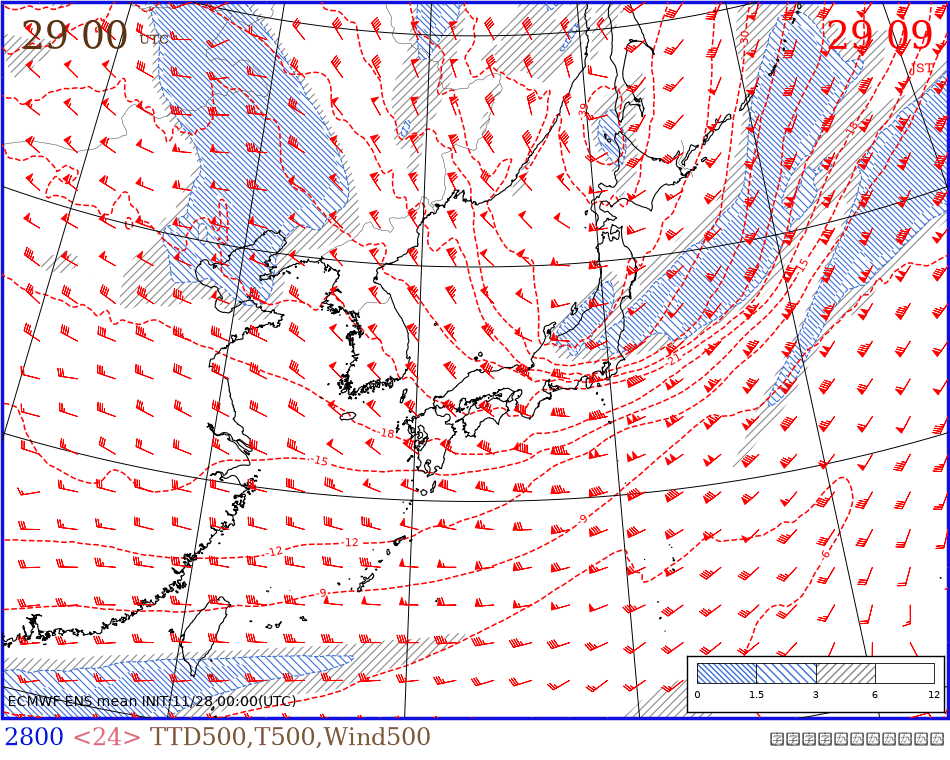 29 00 UTC
29 09
JST
-30
-39
-18
-15
-21
-18
-15
-12
-12
-9
-9
-6
0 1.5 3 6 12
ECMWF ENS mean INIT:11/28 00:00(UTC)
2800 <24> TTD500,T500,Wind500